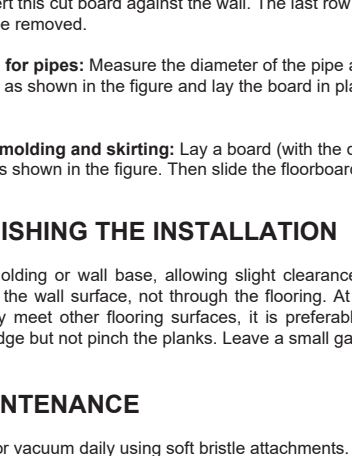 ert this cut board against the wall. The last row
e removed.
for pipes: Measure the diameter of the pipe a
as shown in the figure and lay the board in pla
molding and skirting: Lay a board (with the d
s shown in the figure. Then slide the floorboard
ISHING THE INSTALLATION
olding or wall base, allowing slight clearance
the wall surface, not through the flooring. At
y meet other flooring surfaces, it is preferabl
dge but not pinch the planks. Leave a small ga
NTENANCE
or vacuum daily using soft bristle attachments.